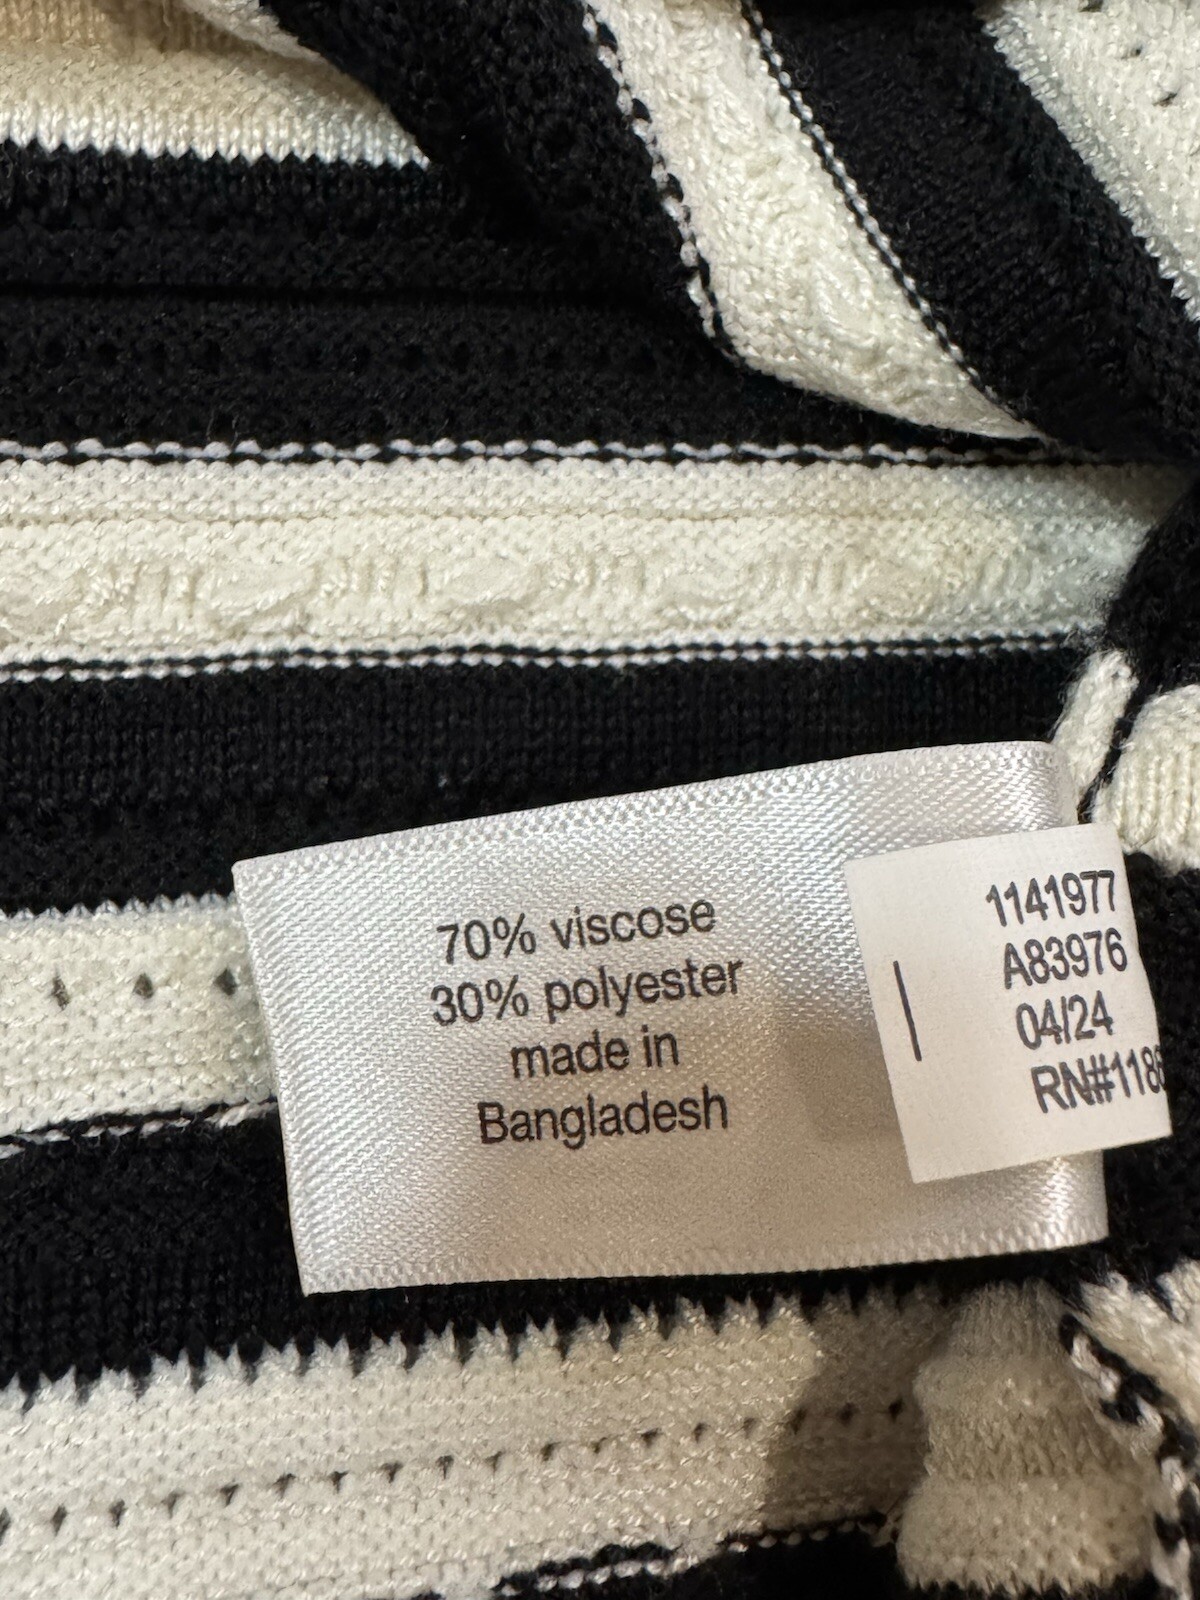 70% viscose
30% polyester
made in
Bangladesh
1141977
A83976
04/24